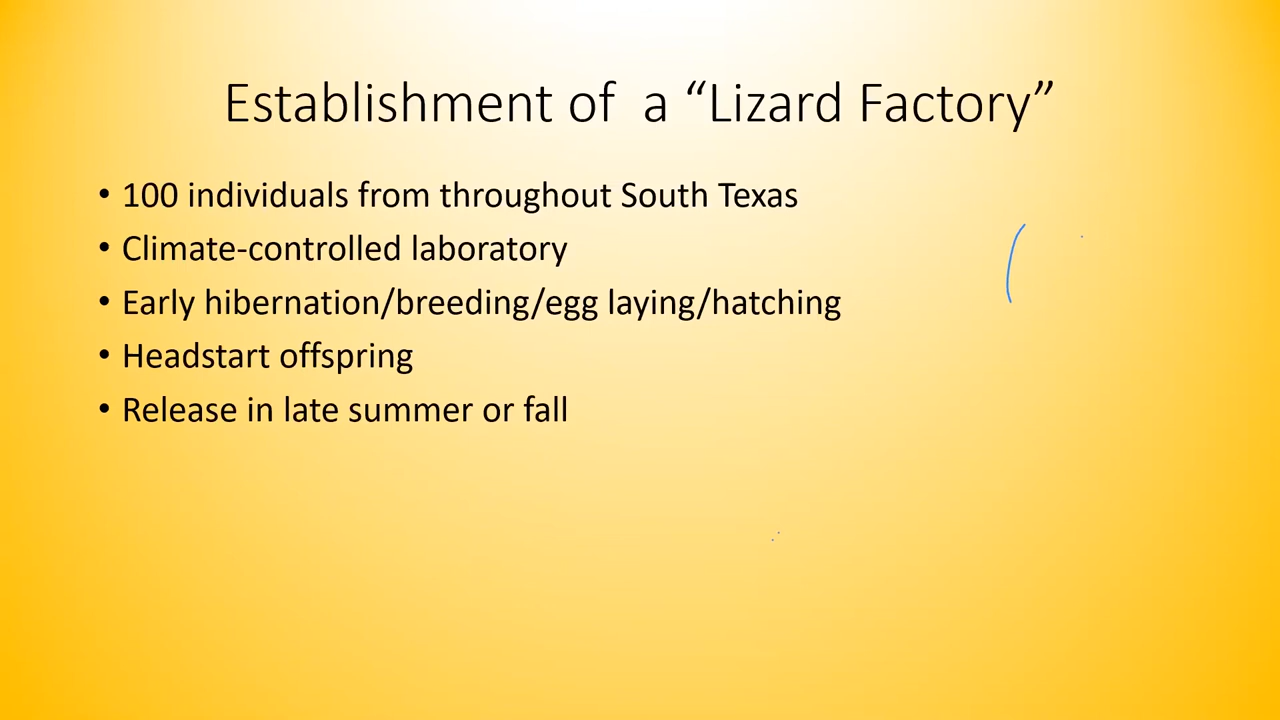 Establishment of a “Lizard Factory”
• 100 individuals from throughout South Texas
• Climate-controlled laboratory
• Early hibernation/breeding/egg laying/hatching
• Headstart offspring
• Release in late summer or fall